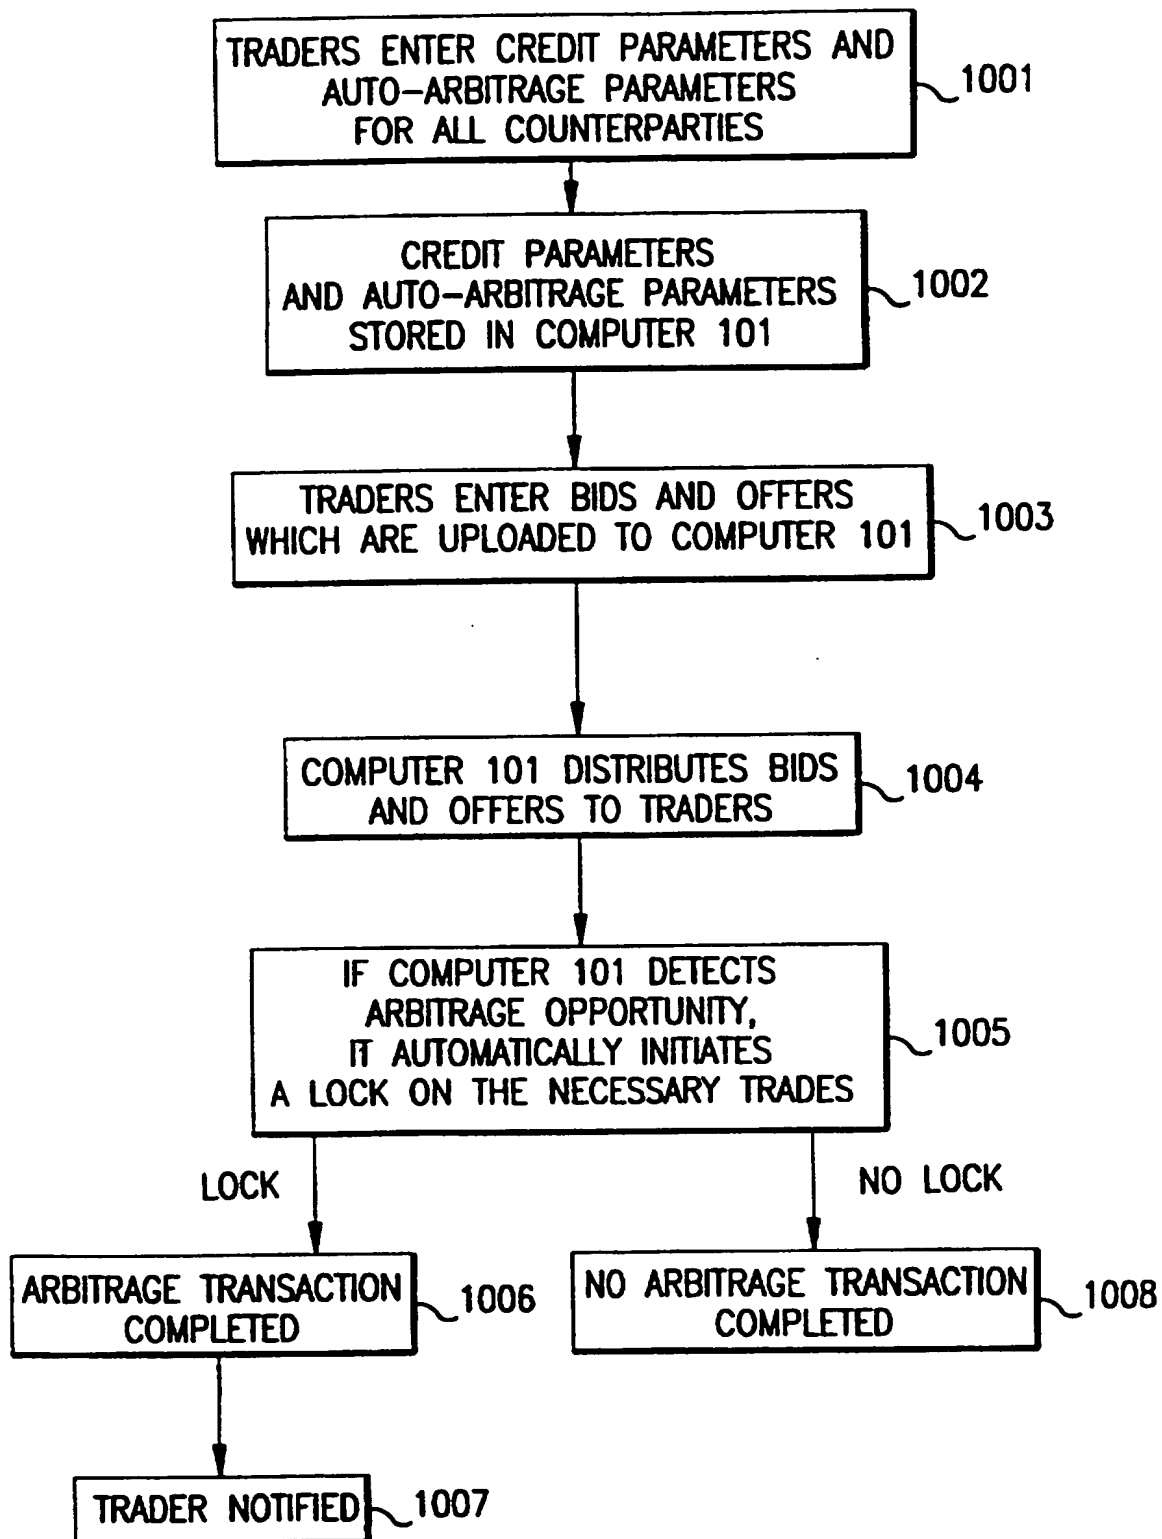 TRADERS ENTER CREDIT PARAMETERS AND
AUTO-ARBITRAGE PARAMETERS
FOR ALL COUNTERPARTIES
1001
CREDIT PARAMETERS
AND AUTO-ARBITRAGE PARAMETERS
STORED IN COMPUTER 101
1002
TRADERS ENTER BIDS AND OFFERS
WHICH ARE UPLOADED TO COMPUTER 101
1003
COMPUTER 101 DISTRIBUTES BIDS
AND OFFERS TO TRADERS
1004
IF COMPUTER 101 DETECTS
ARBITRAGE OPPORTUNITY,
IT AUTOMATICALLY INITIATES
A LOCK ON THE NECESSARY TRADES
1005
LOCK
NO LOCK
ARBITRAGE TRANSACTION
COMPLETED
1006
NO ARBITRAGE TRANSACTION
COMPLETED
1008
TRADER NOTIFIED
1007